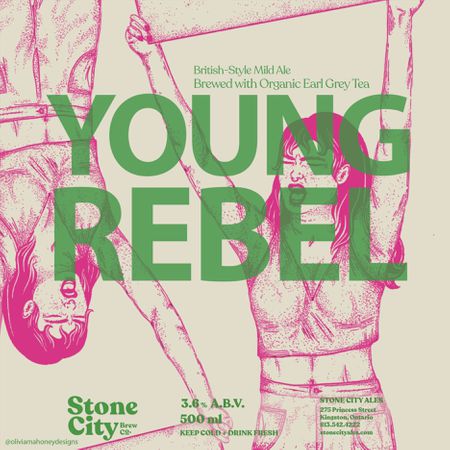 British-Style Mild Ale
Brewed with Organic Earl Grey Tea
YOUNG
REBEL
Stone
City Brew
Co.
3.6% A.B.V.
500 ml
KEEP COLD + DRINK FRESH
STONE CITY ALES
275 Princess Street
Kingston, Ontario
613.542.4222
stonecityales.com
@oliviamahoneydesigns